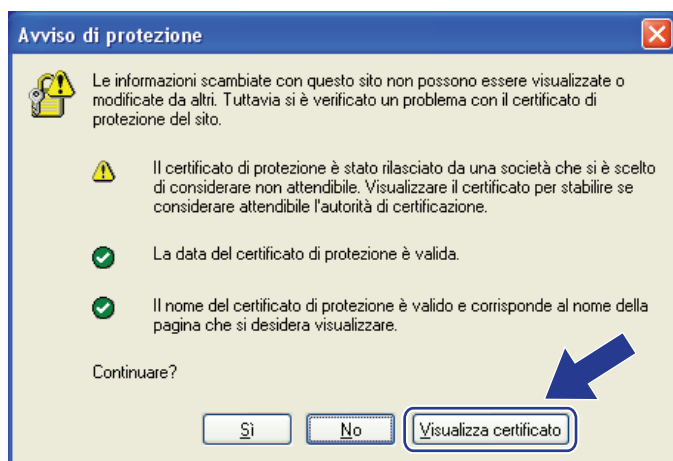 Avviso di protezione
Le informazioni scambiate con questo sito non possono essere visualizzate o
modificate da altri. Tuttavia si è verificato un problema con il certificato di
protezione del sito.
Il certificato di protezione è stato rilasciato da una società che si è scelto
di considerare non attendibile. Visualizzare il certificato per stabilire se
considerare attendibile l'autorità di certificazione.
La data del certificato di protezione è valida.
Il nome del certificato di protezione è valido e corrisponde al nome della
pagina che si desidera visualizzare.
Continuare?
Sì No Visualizza certificato